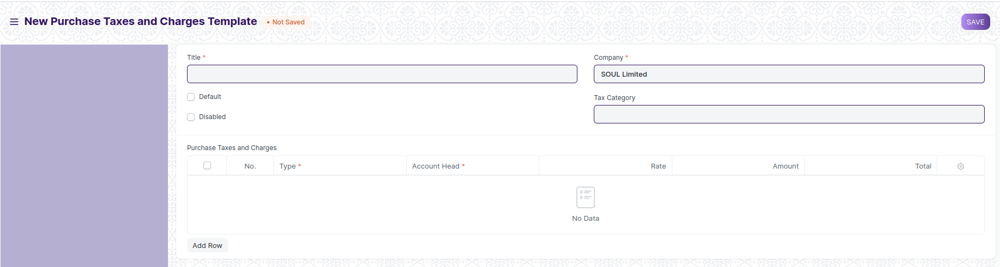 New Purchase Taxes and Charges Template • Not Saved SAVE
Title * Company *
SOUL Limited
Default Tax Category
Disabled
Purchase Taxes and Charges
No. Type * Account Head * Rate Amount Total
No Data
Add Row